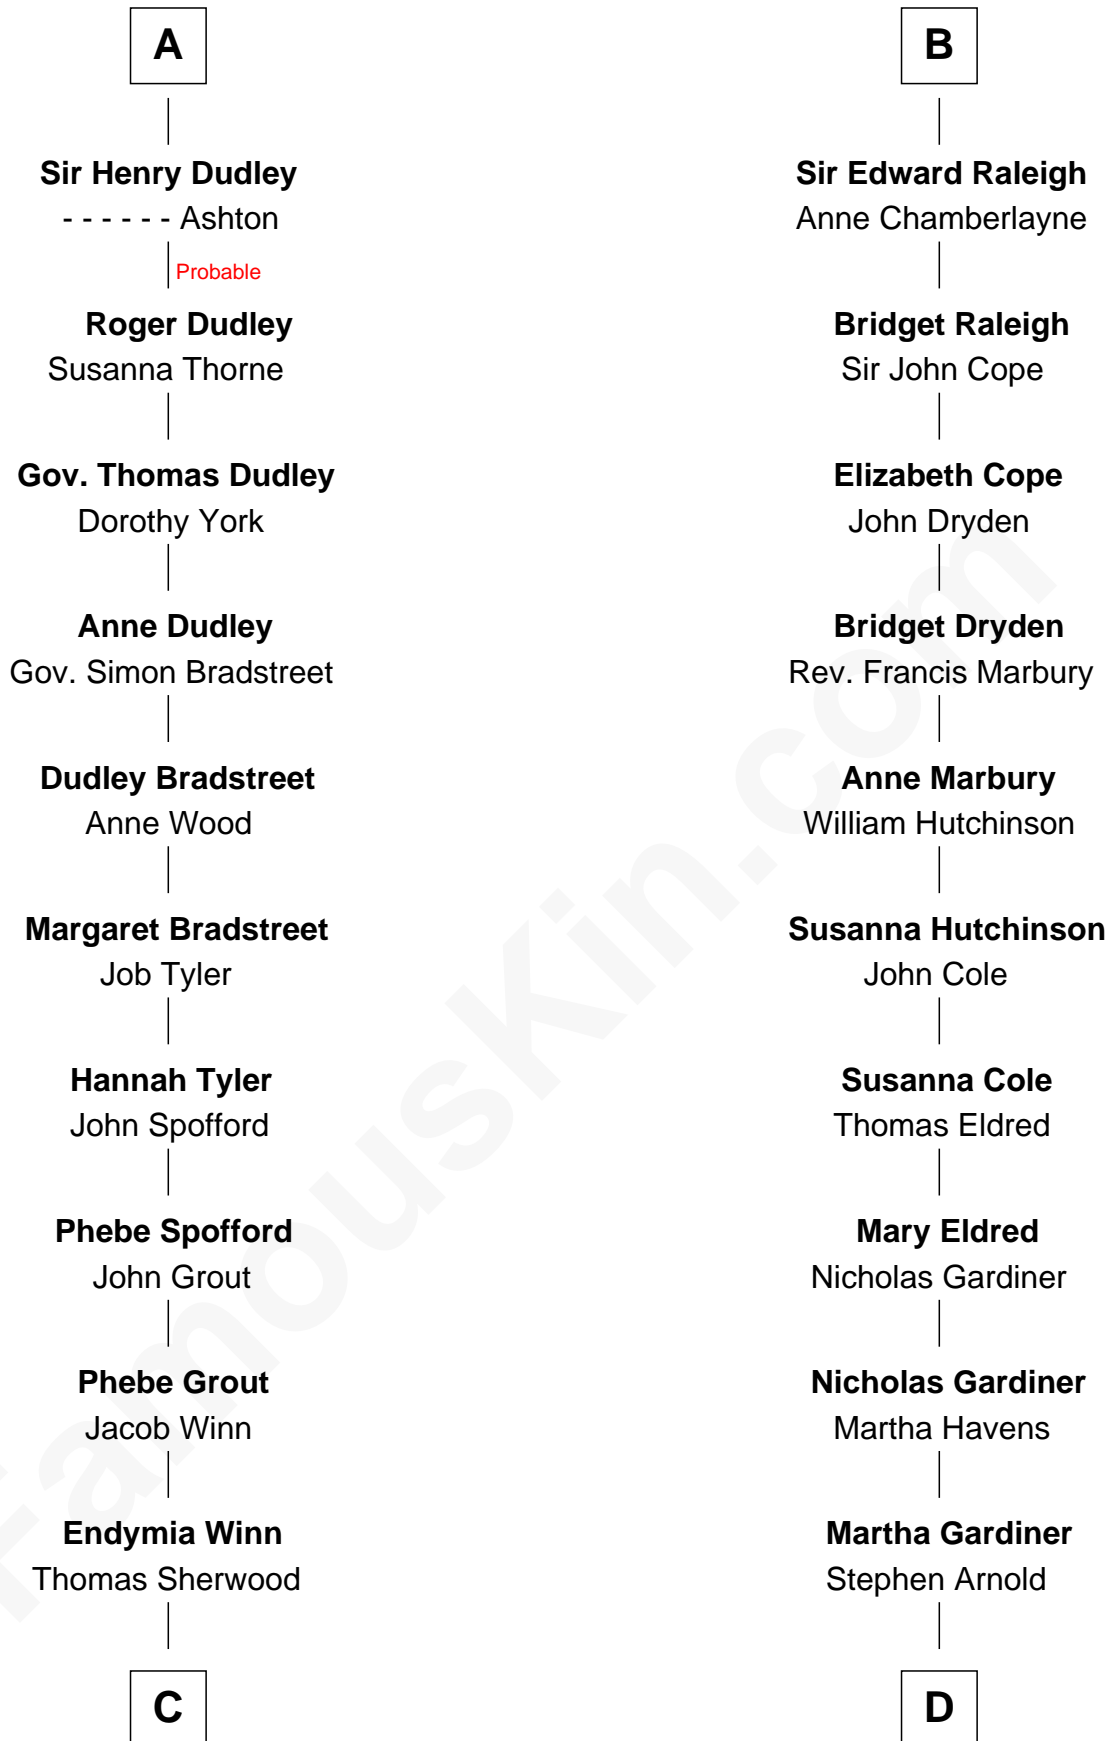 A
Sir Henry Dudley
- - - - - - Ashton
Probable
Roger Dudley
Susanna Thorne
Gov. Thomas Dudley
Dorothy York
Anne Dudley
Gov. Simon Bradstreet
Dudley Bradstreet
Anne Wood
Margaret Bradstreet
Job Tyler
Hannah Tyler
John Spofford
Phebe Spofford
John Grout
Phebe Grout
Jacob Winn
Endymia Winn
Thomas Sherwood
C
B
Sir Edward Raleigh
Anne Chamberlayne
Bridget Raleigh
Sir John Cope
Elizabeth Cope
John Dryden
Bridget Dryden
Rev. Francis Marbury
Anne Marbury
William Hutchinson
Susanna Hutchinson
John Cole
Susanna Cole
Thomas Eldred
Mary Eldred
Nicholas Gardiner
Nicholas Gardiner
Martha Havens
Martha Gardiner
Stephen Arnold
D
FamousKin.com